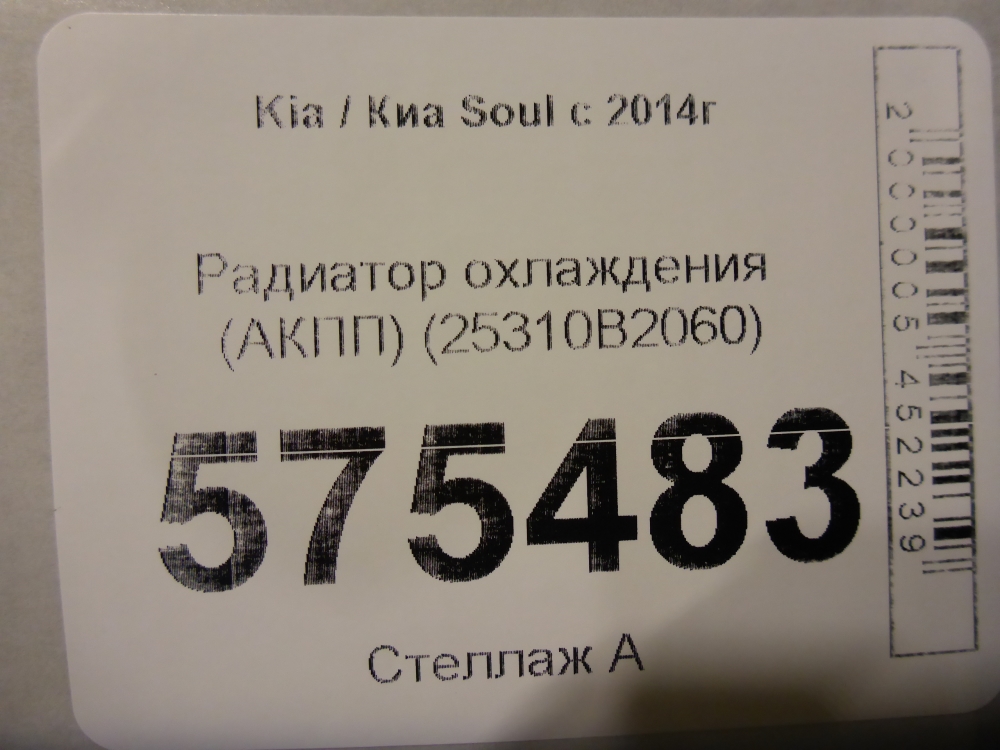 Kia / Киа Soul с 2014г
Радиатор охлаждения
(АКПП) (25310B2060)
575483
Стеллаж А
2000005452239